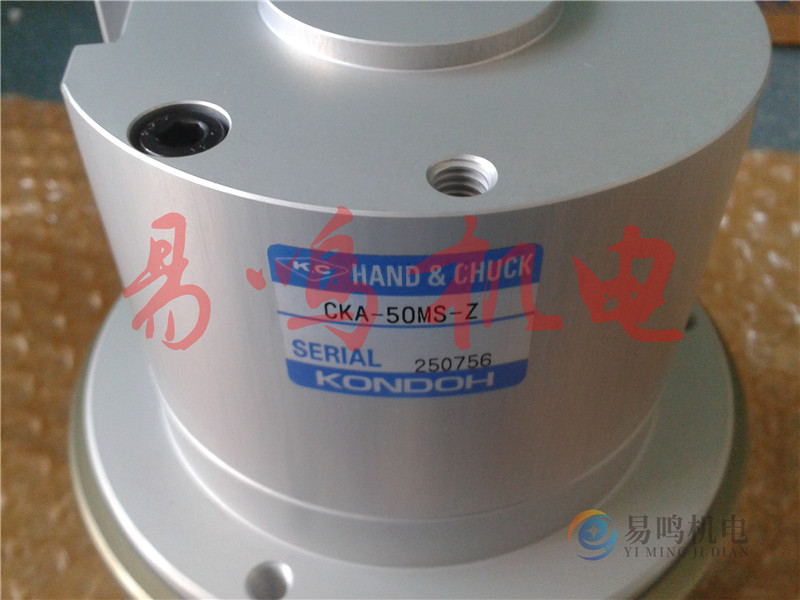 K.C HAND & CHUCK
易鸣机电
CKA-50MS-Z
SERIAL 250756
KONDOH
易鸣机电
YI MING JI DIAN